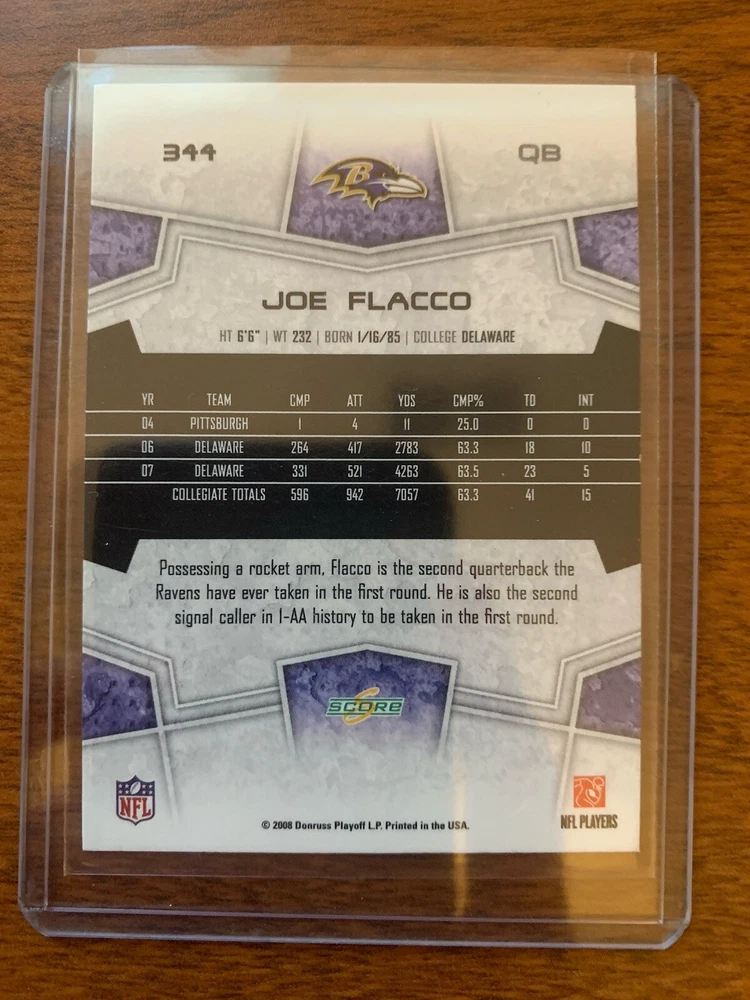 344 QB
B
JOE FLACCO
HT 6'6" | WT 232 | BORN 1/16/85 | COLLEGE DELAWARE
YR TEAM CMP ATT YDS CMP% TD INT
04 PITTSBURGH 1 4 11 25.0 0 0
06 DELAWARE 264 417 2783 63.3 18 10
07 DELAWARE 331 521 4263 63.5 23 5
COLLEGIATE TOTALS 596 942 7057 63.3 41 15
Possessing a rocket arm, Flacco is the second quarterback the
Ravens have ever taken in the first round. He is also the second
signal caller in I-AA history to be taken in the first round.
SCORE
NFL
NFL PLAYERS
© 2008 Donruss Playoff L.P. Printed in the USA.